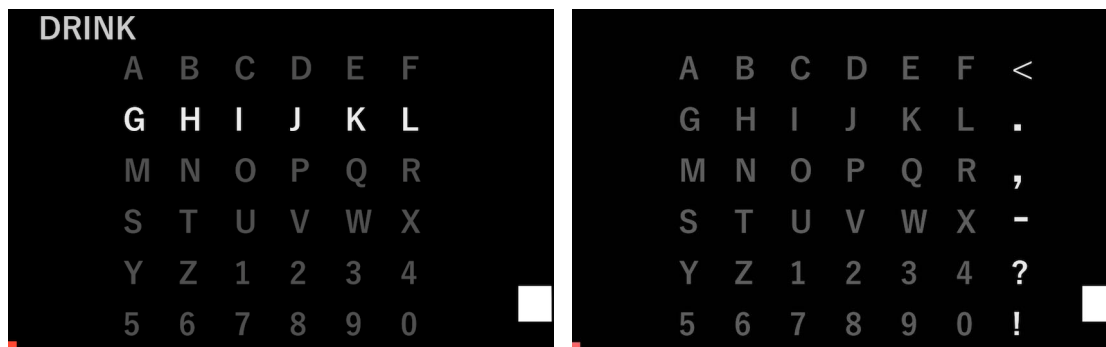 DRINK
A B C D E F
G H I J K L
M N O P Q R
S T U V W X
Y Z 1 2 3 4
5 6 7 8 9 0
A B C D E F <
G H I J K L .
M N O P Q R ,
S T U V W X -
Y Z 1 2 3 4 ?
5 6 7 8 9 0 !